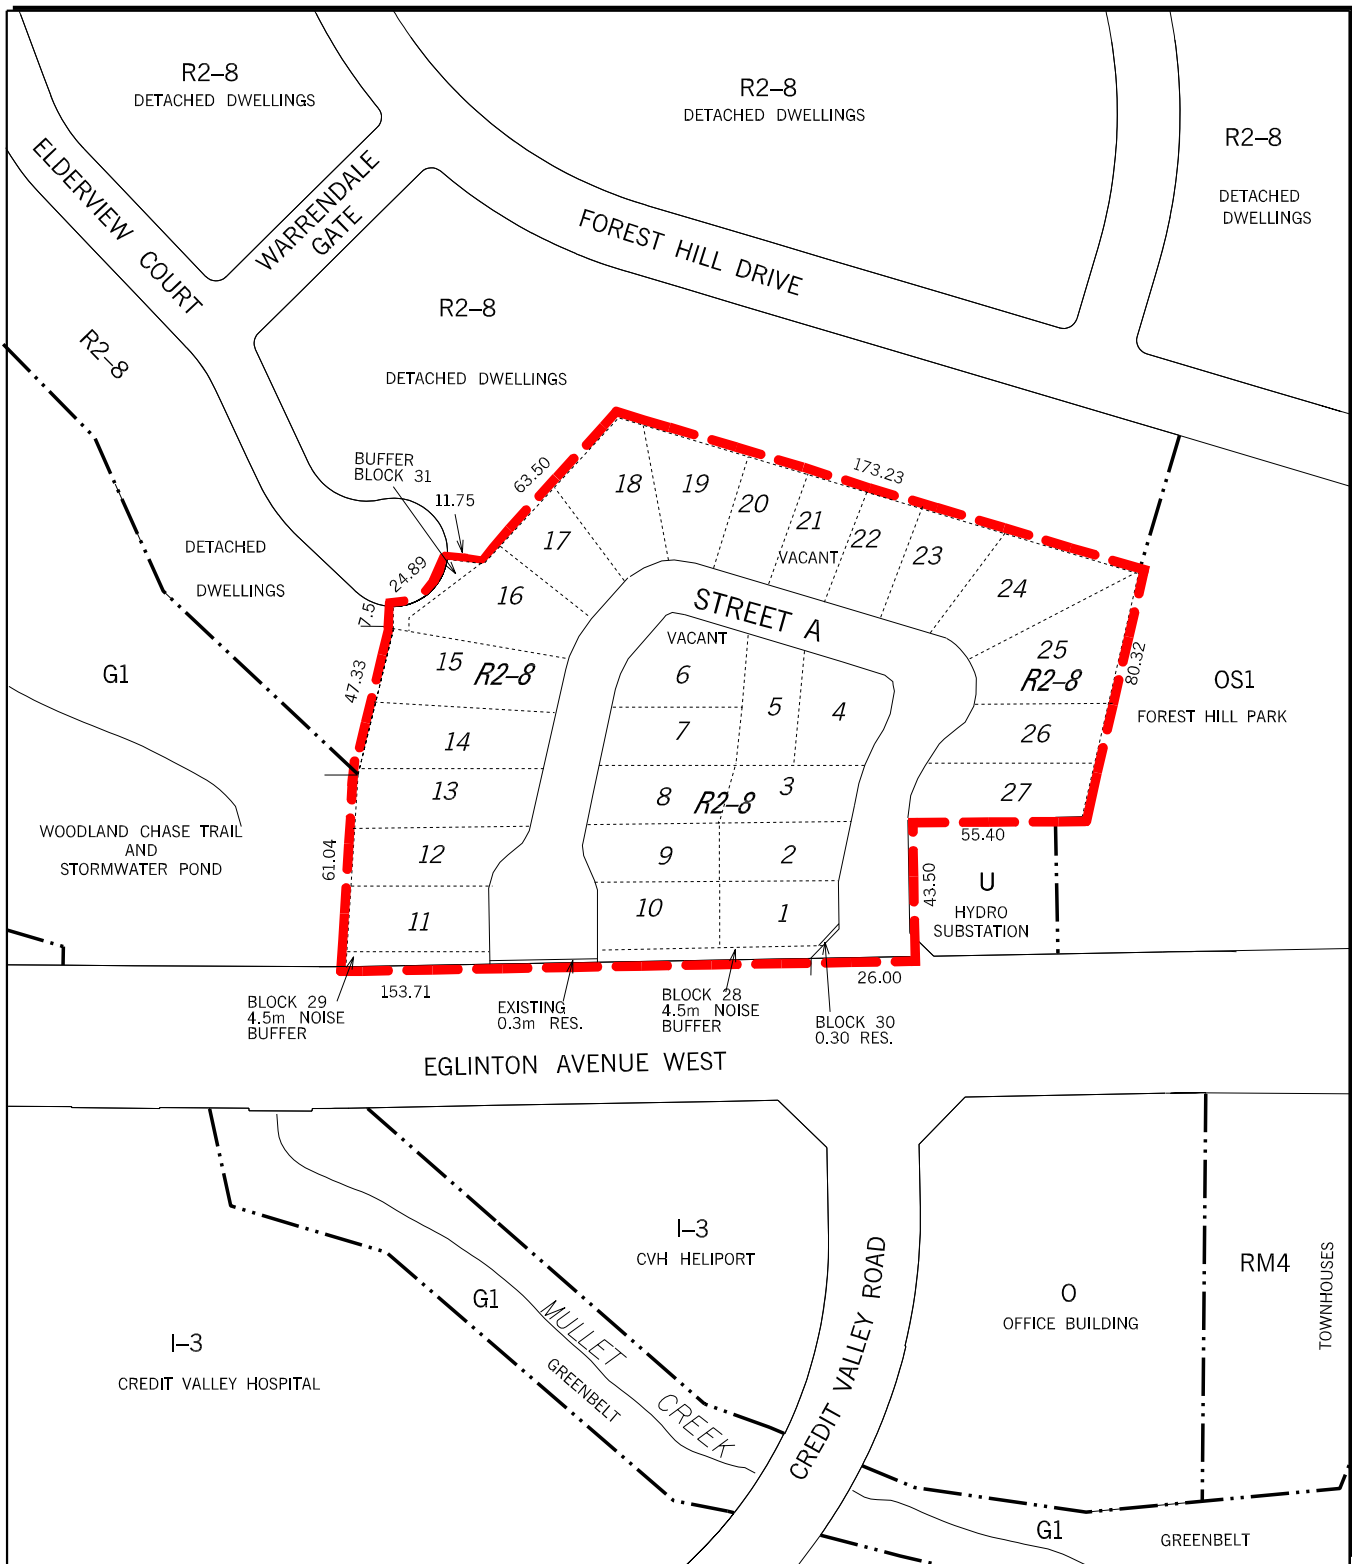 R2–8
DETACHED DWELLINGS
R2–8
DETACHED DWELLINGS
R2–8
DETACHED
DWELLINGS
ELDERVIEW COURT
WARRENDALE
GATE
FOREST HILL DRIVE
R2–8
DETACHED DWELLINGS
R2–8
BUFFER
BLOCK 31
11.75
63.50
173.23
24.89
7.5
47.33
61.04
80.32
55.40
43.50
DETACHED
DWELLINGS
G1
WOODLAND CHASE TRAIL
AND
STORMWATER POND
18
19
20
21
22
23
24
VACANT
17
16
15
R2–8
14
13
12
11
STREET A
VACANT
6
5
4
7
8
R2–8
3
9
2
10
1
25
R2–8
26
27
OS1
FOREST HILL PARK
U
HYDRO
SUBSTATION
153.71
26.00
BLOCK 29
4.5m NOISE
BUFFER
EXISTING
0.3m RES.
BLOCK 28
4.5m NOISE
BUFFER
BLOCK 30
0.30 RES.
EGLINTON AVENUE WEST
I–3
CVH HELIPORT
G1
MULLET CREEK
GREENBELT
I–3
CREDIT VALLEY HOSPITAL
CREDIT VALLEY ROAD
O
OFFICE BUILDING
RM4
TOWNHOUSES
G1
GREENBELT